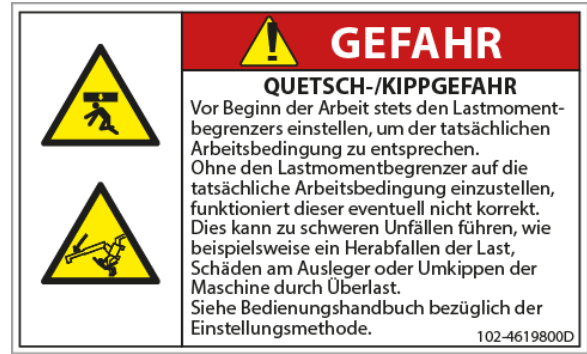 GEFAHR
QUETSCH-/KIPPGEFAHR
Vor Beginn der Arbeit stets den Lastmoment-
begrenzers einstellen, um der tatsächlichen
Arbeitsbedingung zu entsprechen.
Ohne den Lastmomentbegrenzer auf die
tatsächliche Arbeitsbedingung einzustellen,
funktioniert dieser eventuell nicht korrekt.
Dies kann zu schweren Unfällen führen, wie
beispielsweise ein Herabfallen der Last,
Schäden am Ausleger oder Umkippen der
Maschine durch Überlast.
Siehe Bedienungshandbuch bezüglich der
Einstellungsmethode.
102-4619800D